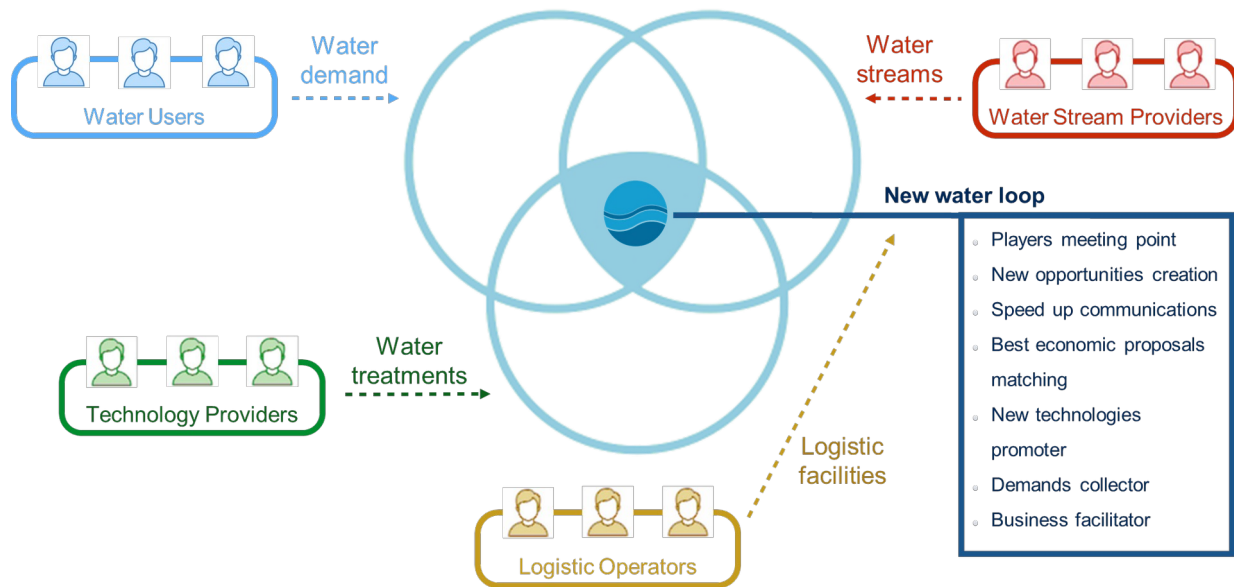 Water
demand
Water Users
Water
streams
Water Stream Providers
New water loop
Players meeting point
New opportunities creation
Speed up communications
Best economic proposals
matching
New technologies
promoter
Demands collector
Business facilitator
Water
treatments
Technology Providers
Logistic
facilities
Logistic Operators